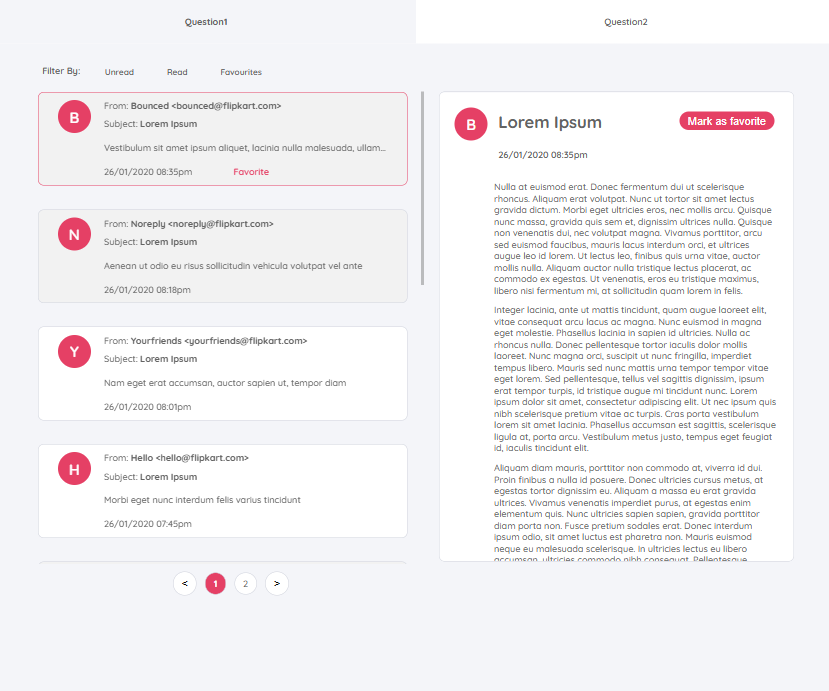 Question1
Question2
Filter By:
Unread
Read
Favourites
B
From: Bounced <bounced@flipkart.com>
Subject: Lorem Ipsum
Vestibulum sit amet ipsum aliquet, lacinia nulla malesuada, ullam...
26/01/2020 08:35pm
Favorite
N
From: Noreply <noreply@flipkart.com>
Subject: Lorem Ipsum
Aenean ut odio eu risus sollicitudin vehicula volutpat vel ante
26/01/2020 08:18pm
Y
From: Yourfriends <yourfriends@flipkart.com>
Subject: Lorem Ipsum
Nam eget erat accumsan, auctor sapien ut, tempor diam
26/01/2020 08:01pm
H
From: Hello <hello@flipkart.com>
Subject: Lorem Ipsum
Morbi eget nunc interdum felis varius tincidunt
26/01/2020 07:45pm
<
1
2
>
B
Lorem Ipsum
Mark as favorite
26/01/2020 08:35pm
Nulla at euismod erat. Donec fermentum dui ut scelerisque
rhoncus. Aliquam erat volutpat. Nunc ut tortor sit amet lectus
gravida dictum. Morbi eget ultricies eros, nec mollis arcu. Quisque
nunc massa, gravida quis sem et, dignissim ultrices nulla. Quisque
non venenatis dui, nec volutpat magna. Vivamus porttitor, arcu
sed euismod faucibus, mauris lacus interdum orci, et ultrices
augue leo id lorem. Ut lectus leo, finibus quis urna vitae, auctor
mollis nulla. Aliquam auctor nulla tristique lectus placerat, ac
commodo ex egestas. Ut venenatis, eros eu tristique maximus,
libero nisi fermentum mi, at sollicitudin quam lorem in felis.
Integer lacinia, ante ut mattis tincidunt, quam augue laoreet elit,
vitae consequat arcu lacus ac magna. Nunc euismod in magna
eget molestie. Phasellus lacinia in sapien id ultricies. Nulla ac
rhoncus nulla. Donec pellentesque tortor iaculis dolor mollis
laoreet. Nunc magna orci, suscipit ut nunc fringilla, imperdiet
tempus libero. Mauris sed nunc mattis urna tempor tempor vitae
eget lorem. Sed pellentesque, tellus vel sagittis dignissim, ipsum
erat tempor turpis, id tristique augue mi tincidunt nunc. Lorem
ipsum dolor sit amet, consectetur adipiscing elit. Ut nec ipsum quis
nibh scelerisque pretium vitae ac turpis. Cras porta vestibulum
lorem sit amet lacinia. Phasellus accumsan est sagittis, scelerisque
ligula at, porta arcu. Vestibulum metus justo, tempus eget feugiat
id, iaculis tincidunt elit.
Aliquam diam mauris, porttitor non commodo at, viverra id dui.
Proin finibus a nulla id posuere. Donec ultricies cursus metus, at
egestas tortor dignissim eu. Aliquam a massa eu erat gravida
ultrices. Vivamus venenatis imperdiet purus, at egestas enim
elementum quis. Nunc ultricies sapien sapien, gravida porttitor
diam porta non. Fusce pretium sodales erat. Donec interdum
ipsum odio, sit amet luctus est pharetra non. Mauris euismod
neque eu malesuada scelerisque. In ultricies lectus eu libero
accumsan, ultricies commodo nibh consequat. Pellentesque